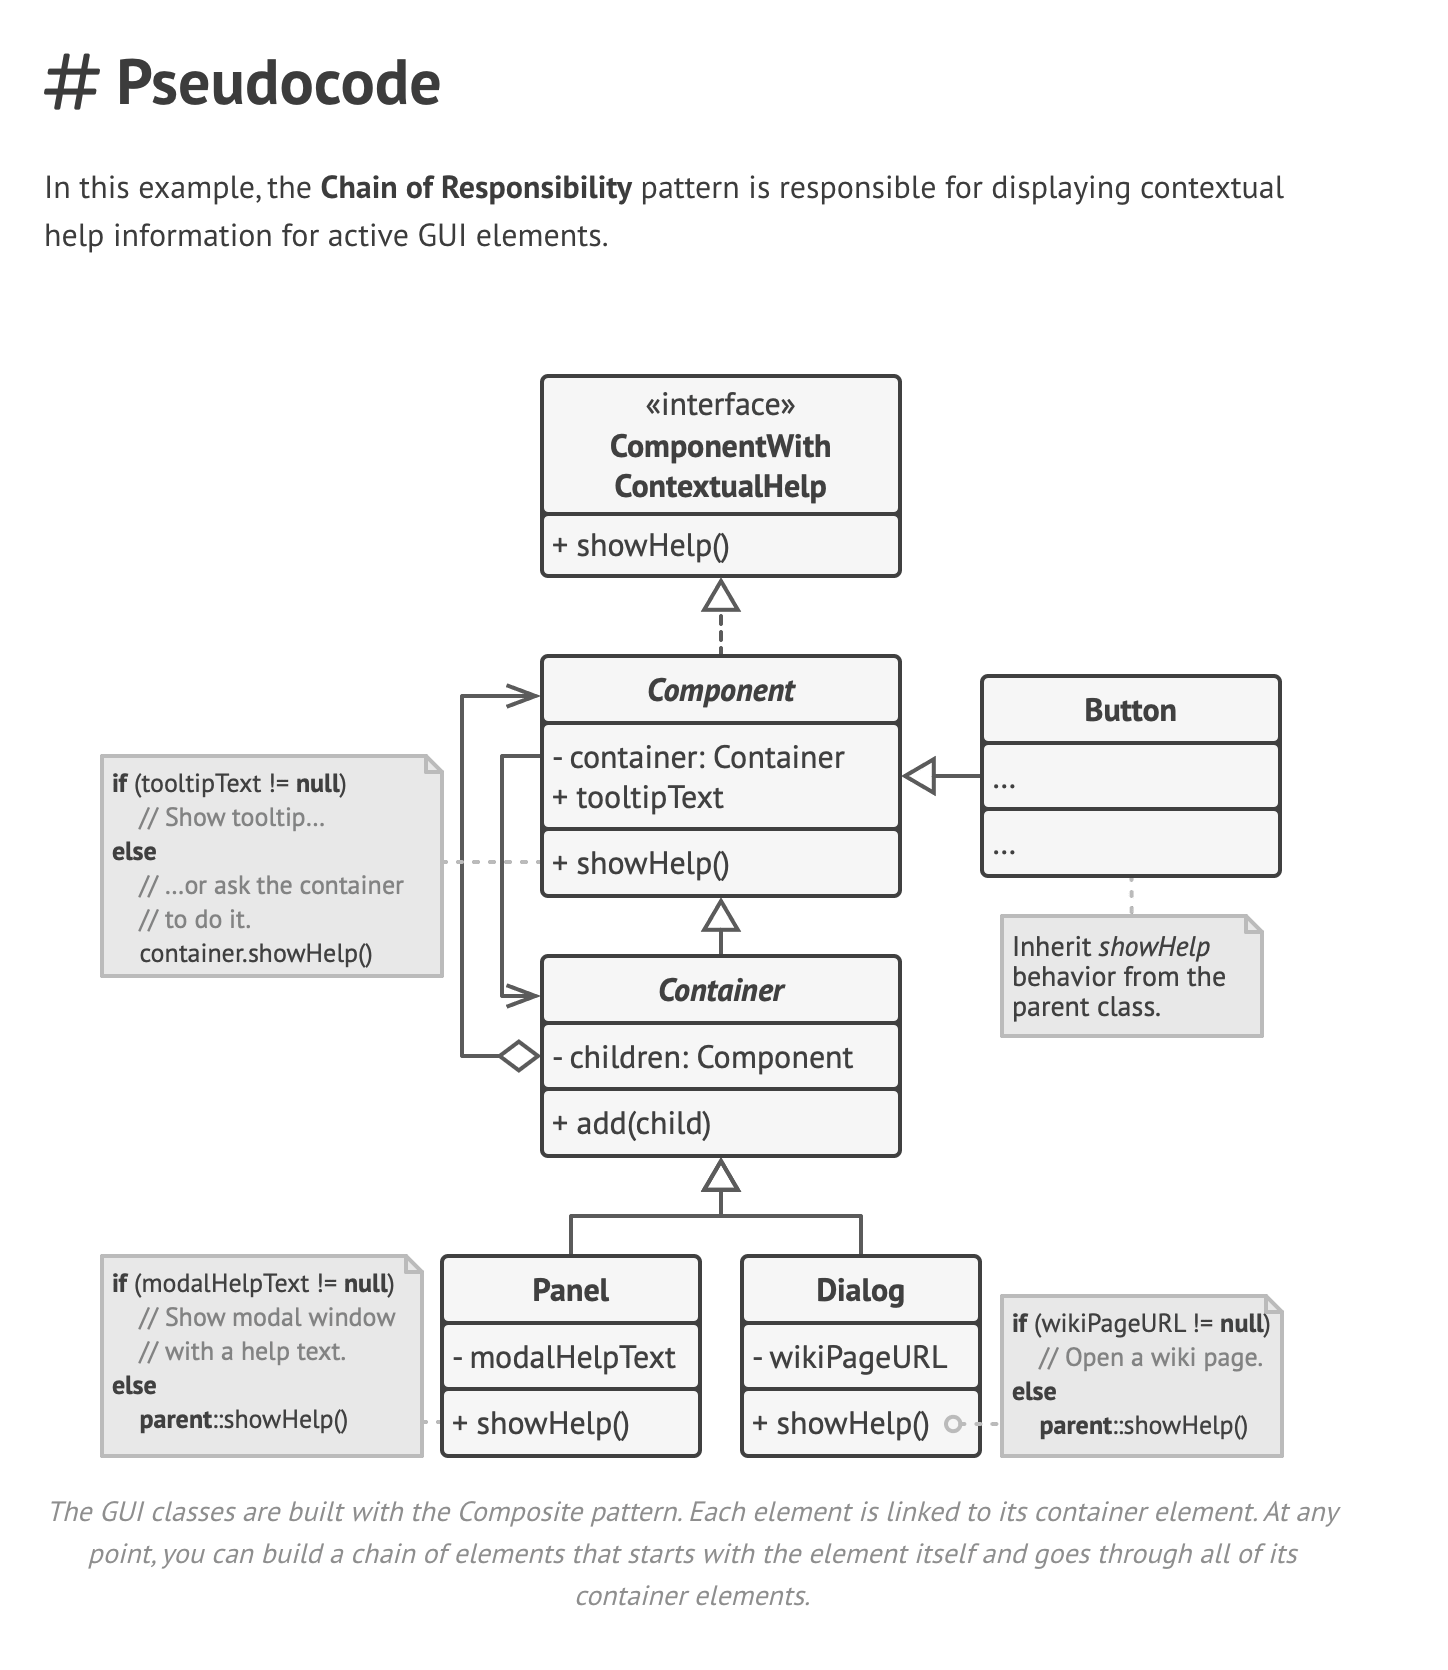 # Pseudocode
In this example, the Chain of Responsibility pattern is responsible for displaying contextual
help information for active GUI elements.
«interface»
ComponentWith
ContextualHelp
+ showHelp()
Component
- container: Container
+ tooltipText
+ showHelp()
Button
...
...
if (tooltipText != null)
// Show tooltip...
else
// ...or ask the container
// to do it.
container.showHelp()
Inherit showHelp
behavior from the
parent class.
Container
- children: Component
+ add(child)
if (modalHelpText != null)
// Show modal window
// with a help text.
else
parent::showHelp()
Panel
- modalHelpText
+ showHelp()
Dialog
- wikiPageURL
+ showHelp()
if (wikiPageURL != null)
// Open a wiki page.
else
parent::showHelp()
The GUI classes are built with the Composite pattern. Each element is linked to its container element. At any
point, you can build a chain of elements that starts with the element itself and goes through all of its
container elements.